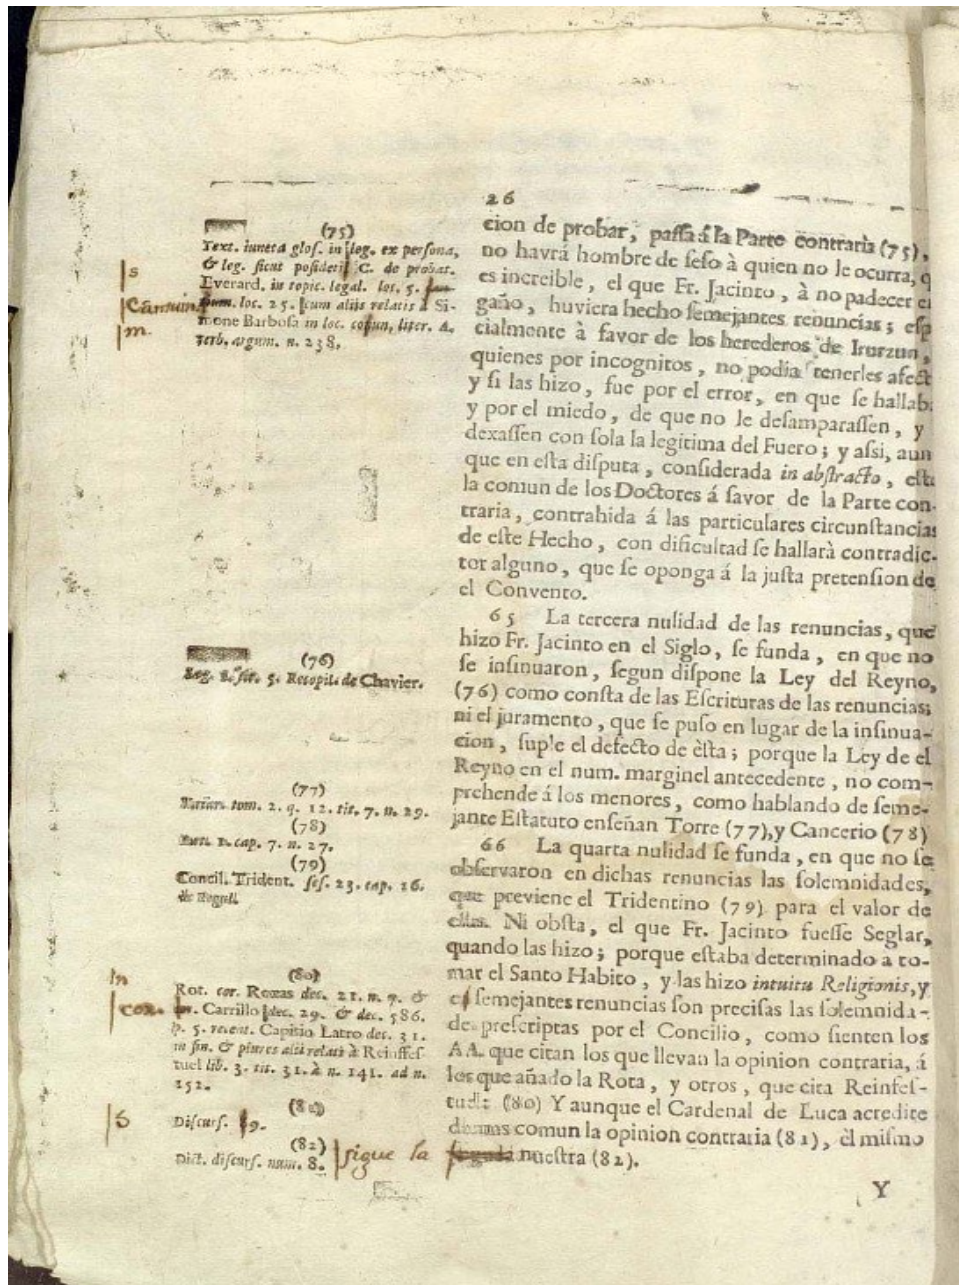 26
cion de probar, passa á la Parte contraria (75),
no havrá hombre de seso à quien no le ocurra, q
es increible, el que Fr. Jacinto, à no padecer e
gaño, huviera hecho semejantes renuncias; esp
cialmente à favor de los herederos de Irurzun,
quienes por incognitos, no podia tenerles afect
y si las hizo, fue por el error, en que se hallab
y por el miedo, de que no le desamparassen, y
dexassen con sola la legitima del Fuero; y assi, aun
que en esta disputa, considerada in abstracto, est
la comun de los Doctores á favor de la Parte con-
traria, contrahida á las particulares circunstancias
de este Hecho, con dificultad se hallarà contradic-
tor alguno, que se oponga á la justa pretension de
el Convento.
65 La tercera nulidad de las renuncias, que
hizo Fr. Jacinto en el Siglo, se funda, en que no
se insinuaron, segun dispone la Ley del Reyno,
(76) como consta de las Escrituras de las renuncias;
ni el juramento, que se puso en lugar de la insinua-
cion, suple el defecto de èsta; porque la Ley de el
Reyno en el num. marginel antecedente, no com-
prehende á los menores, como hablando de seme-
jante Estatuto enseñan Torre (77), y Cancerio (78)
66 La quarta nulidad se funda, en que no se
observaron en dichas renuncias las solemnidades,
que previene el Tridentino (79) para el valor de
ellas. Ni obsta, el que Fr. Jacinto fuesse Seglar,
quando las hizo; porque estaba determinado a to-
mar el Santo Habito, y las hizo intuitu Religionis, y
semejantes renuncias son precisas las solemnida-
des prescriptas por el Concilio, como sienten los
AA. que citan los que llevan la opinion contraria, á
los que añado la Rota, y otros, que cita Reinfes-
tuel: (80) Y aunque el Cardenal de Luca acredite
de mas comun la opinion contraria (81), èl mismo
sigue la nuestra (82).
Y
(75)
Text. iuncta glos. in leg. ex persona,
& leg. sicut posidetis C. de probat.
s
Everard. in topic. legal. loc. 5.
Cānium
loc. 25. cum aliis relatis à Si-
m
mone Barbosa in loc. comun, liter. A.
verb. argum. n. 238.
(76)
Leg. tit. 5. Recopil. de Chavier.
(77)
tom. 2. q. 12. tit. 7. n. 29.
(78)
cap. 7. n. 27.
(79)
Concil. Trident. ses. 23. cap. 16.
de Regul.
(80)
In
Rot. cor. Roxas dec. 21. n. 9. &
cor.
Carrillo dec. 29. & dec. 586.
p. 5. recent. Capisio Latro dec. 31.
in fin. & plures alii relati à Reinffes-
tuel lib. 3. tit. 31. à n. 141. ad n.
152.
(81)
Discurs. 9.
(82)
Dict. discurs. num. 8.